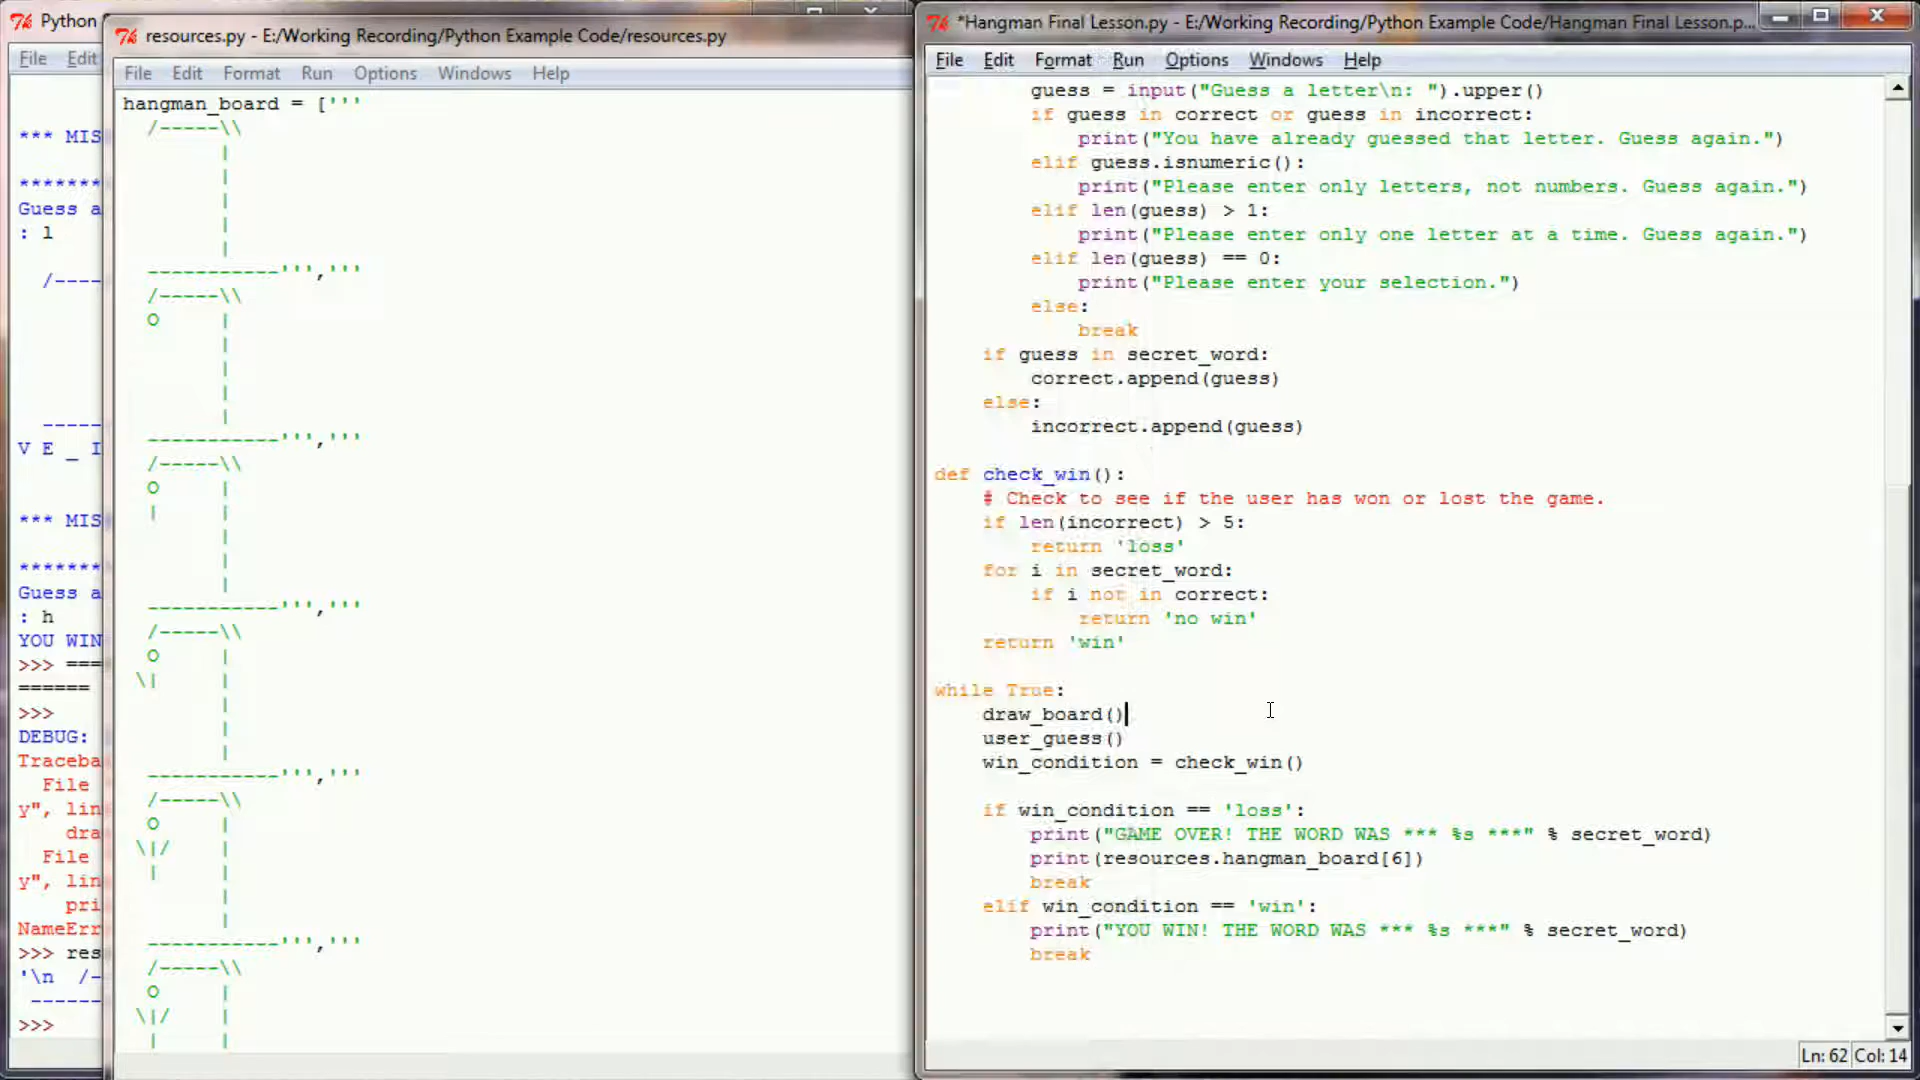 Python
File Edit
*** MIS
*******
Guess a
: l
/----
-----
V E _ I
*** MIS
*******
Guess a
: h
YOU WIN
>>> ===
======
>>>
DEBUG:
Traceba
File
y", lin
dra
File
y", lin
pri
NameErr
>>> res
'\n /-
-----
>>>
resources.py - E:/Working Recording/Python Example Code/resources.py
File Edit Format Run Options Windows Help
hangman_board = ['''
/-----\\
|
|
|
|
|
-----------''','''
/-----\\
O |
|
|
|
|
-----------''','''
/-----\\
O |
| |
|
|
|
-----------''','''
/-----\\
O |
\| |
|
|
|
-----------''','''
/-----\\
O |
\|/ |
| |
|
|
-----------''','''
/-----\\
O |
\|/ |
| |
*Hangman Final Lesson.py - E:/Working Recording/Python Example Code/Hangman Final Lesson.p...
File Edit Format Run Options Windows Help
guess = input("Guess a letter\n: ").upper()
if guess in correct or guess in incorrect:
print("You have already guessed that letter. Guess again.")
elif guess.isnumeric():
print("Please enter only letters, not numbers. Guess again.")
elif len(guess) > 1:
print("Please enter only one letter at a time. Guess again.")
elif len(guess) == 0:
print("Please enter your selection.")
else:
break
if guess in secret_word:
correct.append(guess)
else:
incorrect.append(guess)
def check_win():
# Check to see if the user has won or lost the game.
if len(incorrect) > 5:
return 'loss'
for i in secret_word:
if i not in correct:
return 'no win'
return 'win'
while True:
draw_board()
user_guess()
win_condition = check_win()
if win_condition == 'loss':
print("GAME OVER! THE WORD WAS *** %s ***" % secret_word)
print(resources.hangman_board[6])
break
elif win_condition == 'win':
print("YOU WIN! THE WORD WAS *** %s ***" % secret_word)
break
Ln: 62 Col: 14